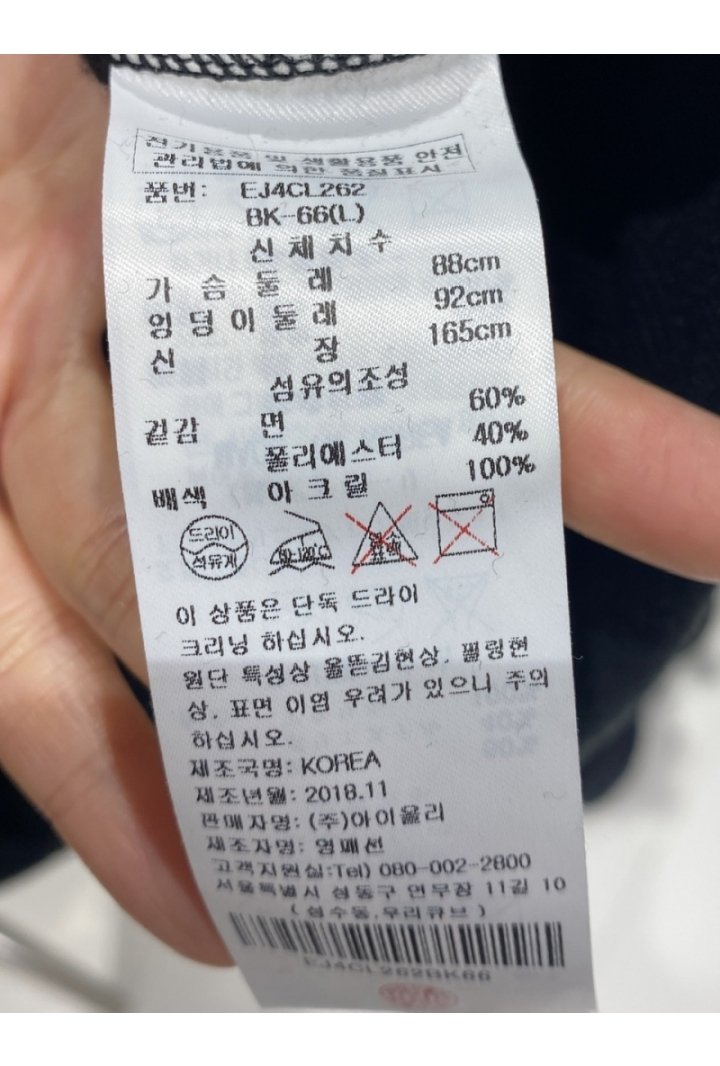 전기용품 및 생활용품 안전
관리법에 의한 품질표시
품번: EJ4CL262
BK-66(L)
신 체 치 수
가 슴 둘 레 88cm
엉 덩 이 둘 레 92cm
신 장 165cm
섬유의조성
겉감 면 60%
폴리에스터 40%
배색 아크릴 100%
드라이
석유계
80-120℃
표백
이 상품은 단독 드라이
크리닝 하십시오.
원단 특성상 올뜯김현상, 필링현
상, 표면 이염 우려가 있으니 주의
하십시오.
제조국명: KOREA
제조년월: 2018.11
판매자명: (주)아이올리
제조자명: 영패션
고객지원실:Tel) 080-002-2800
서울특별시 성동구 연무장 11길 10
(성수동,우리큐브)
EJ4CL262BK66